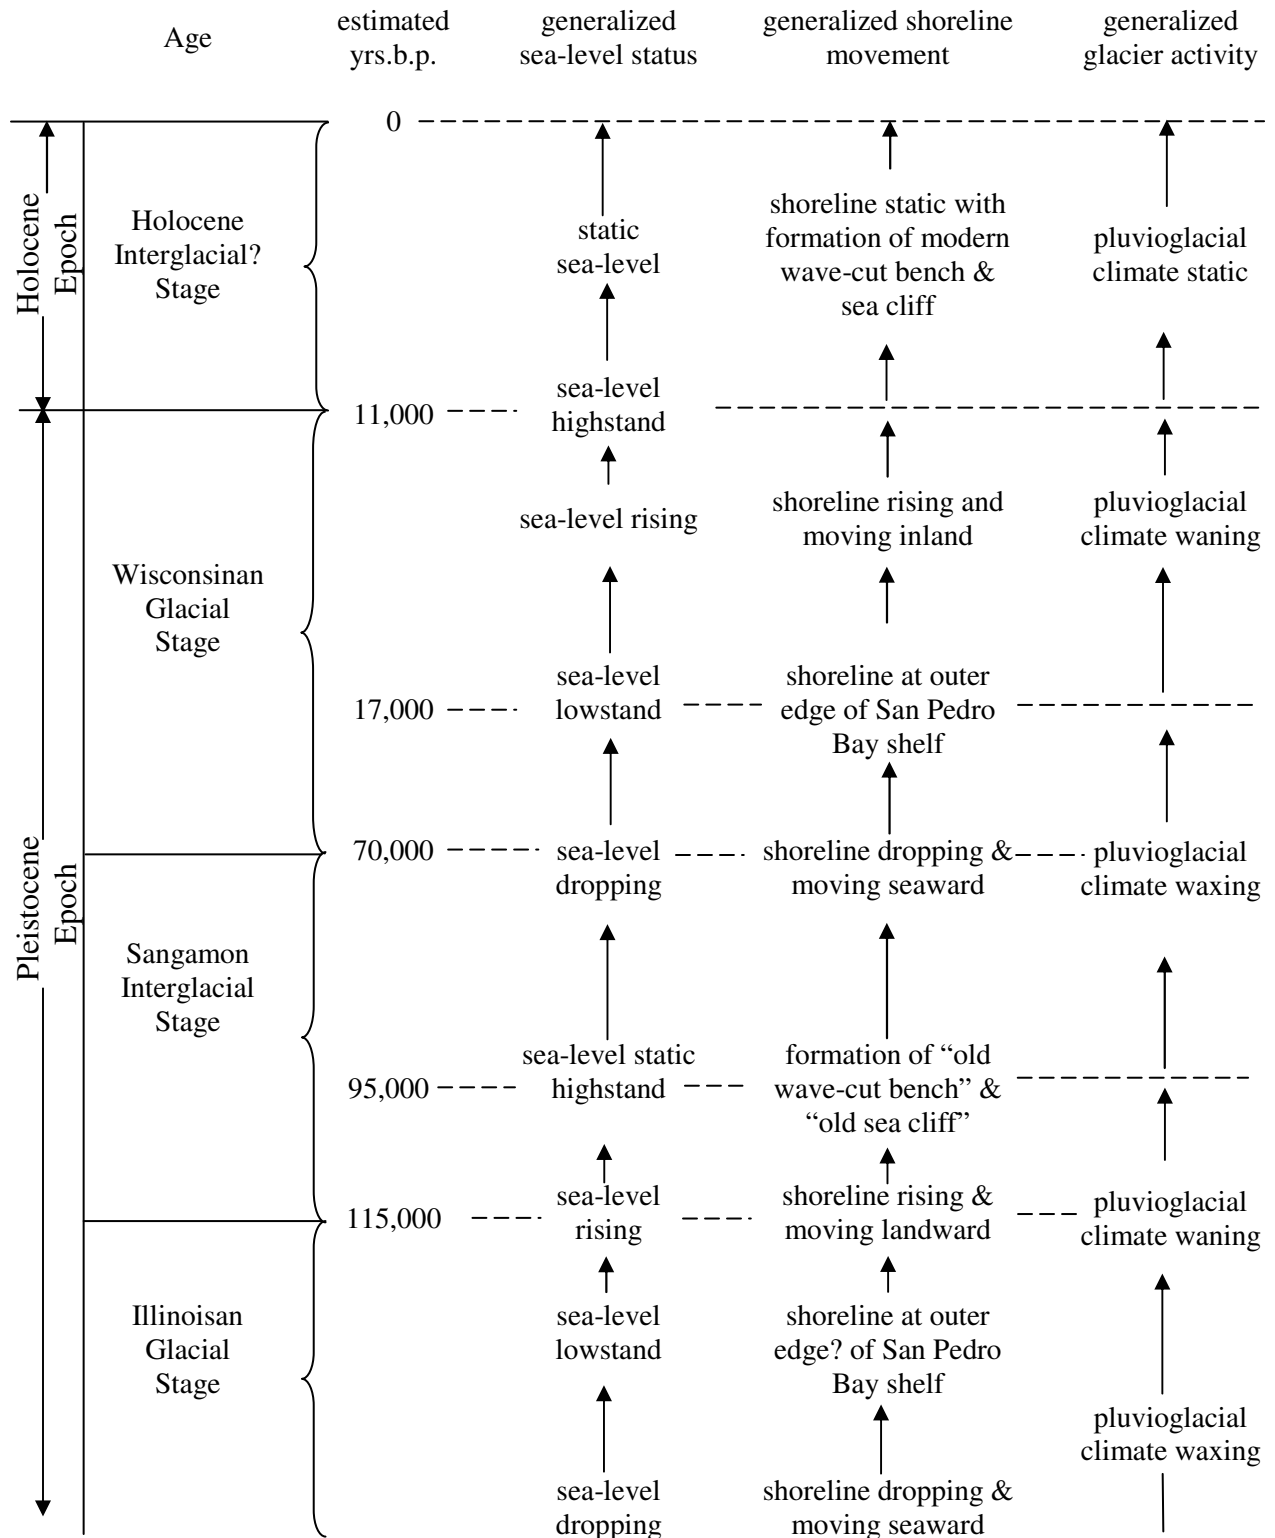 Age
estimated
yrs.b.p.
generalized
sea-level status
generalized shoreline
movement
generalized
glacier activity
Holocene
Epoch
Holocene
Interglacial?
Stage
0
static
sea-level
shoreline static with
formation of modern
wave-cut bench &
sea cliff
pluvioglacial
climate static
11,000
sea-level
highstand
Pleistocene
Epoch
Wisconsinan
Glacial
Stage
sea-level rising
shoreline rising and
moving inland
pluvioglacial
climate waning
17,000
sea-level
lowstand
shoreline at outer
edge of San Pedro
Bay shelf
70,000
sea-level
dropping
shoreline dropping &
moving seaward
pluvioglacial
climate waxing
Sangamon
Interglacial
Stage
95,000
sea-level static
highstand
formation of “old
wave-cut bench” &
“old sea cliff”
115,000
sea-level
rising
shoreline rising &
moving landward
pluvioglacial
climate waning
Illinoisan
Glacial
Stage
sea-level
lowstand
shoreline at outer
edge? of San Pedro
Bay shelf
pluvioglacial
climate waxing
sea-level
dropping
shoreline dropping &
moving seaward